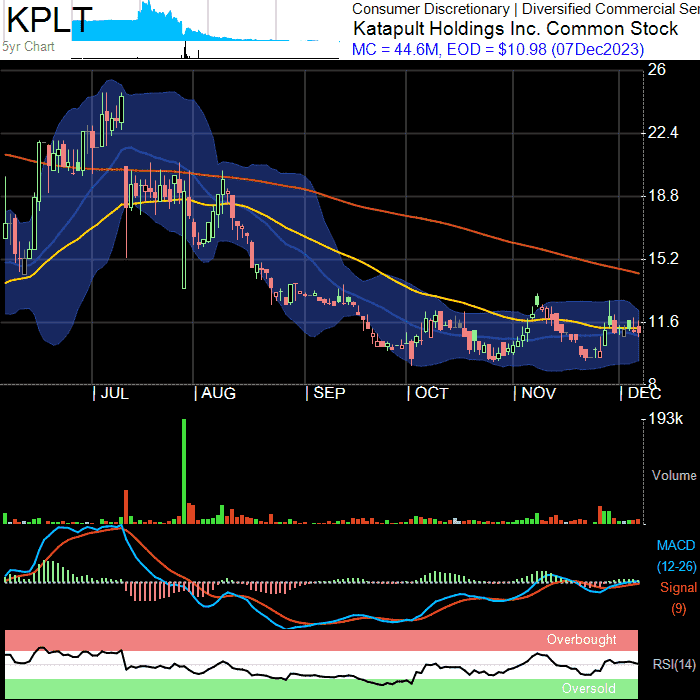 KPLT
5yr Chart
Consumer Discretionary | Diversified Commercial Ser
Katapult Holdings Inc. Common Stock
MC = 44.6M, EOD = $10.98 (07Dec2023)
26
22.4
18.8
15.2
11.6
8
JUL AUG SEP OCT NOV DEC
193k
Volume
MACD
(12-26)
Signal
(9)
Overbought
RSI(14)
Oversold